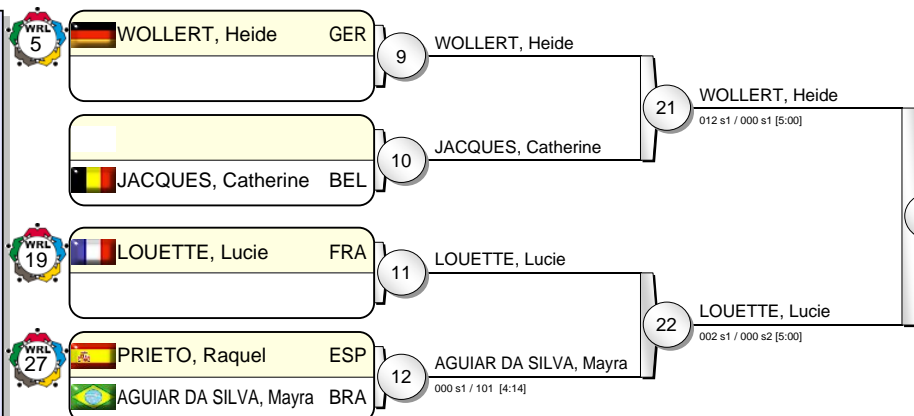 WRL
5
WOLLERT, Heide GER
9
WOLLERT, Heide
21
WOLLERT, Heide
012 s1 / 000 s1 [5:00]
10
JACQUES, Catherine
JACQUES, Catherine BEL
WRL
19
LOUETTE, Lucie FRA
11
LOUETTE, Lucie
22
LOUETTE, Lucie
002 s1 / 000 s2 [5:00]
WRL
27
PRIETO, Raquel ESP
12
AGUIAR DA SILVA, Mayra
000 s1 / 101 [4:14]
AGUIAR DA SILVA, Mayra BRA